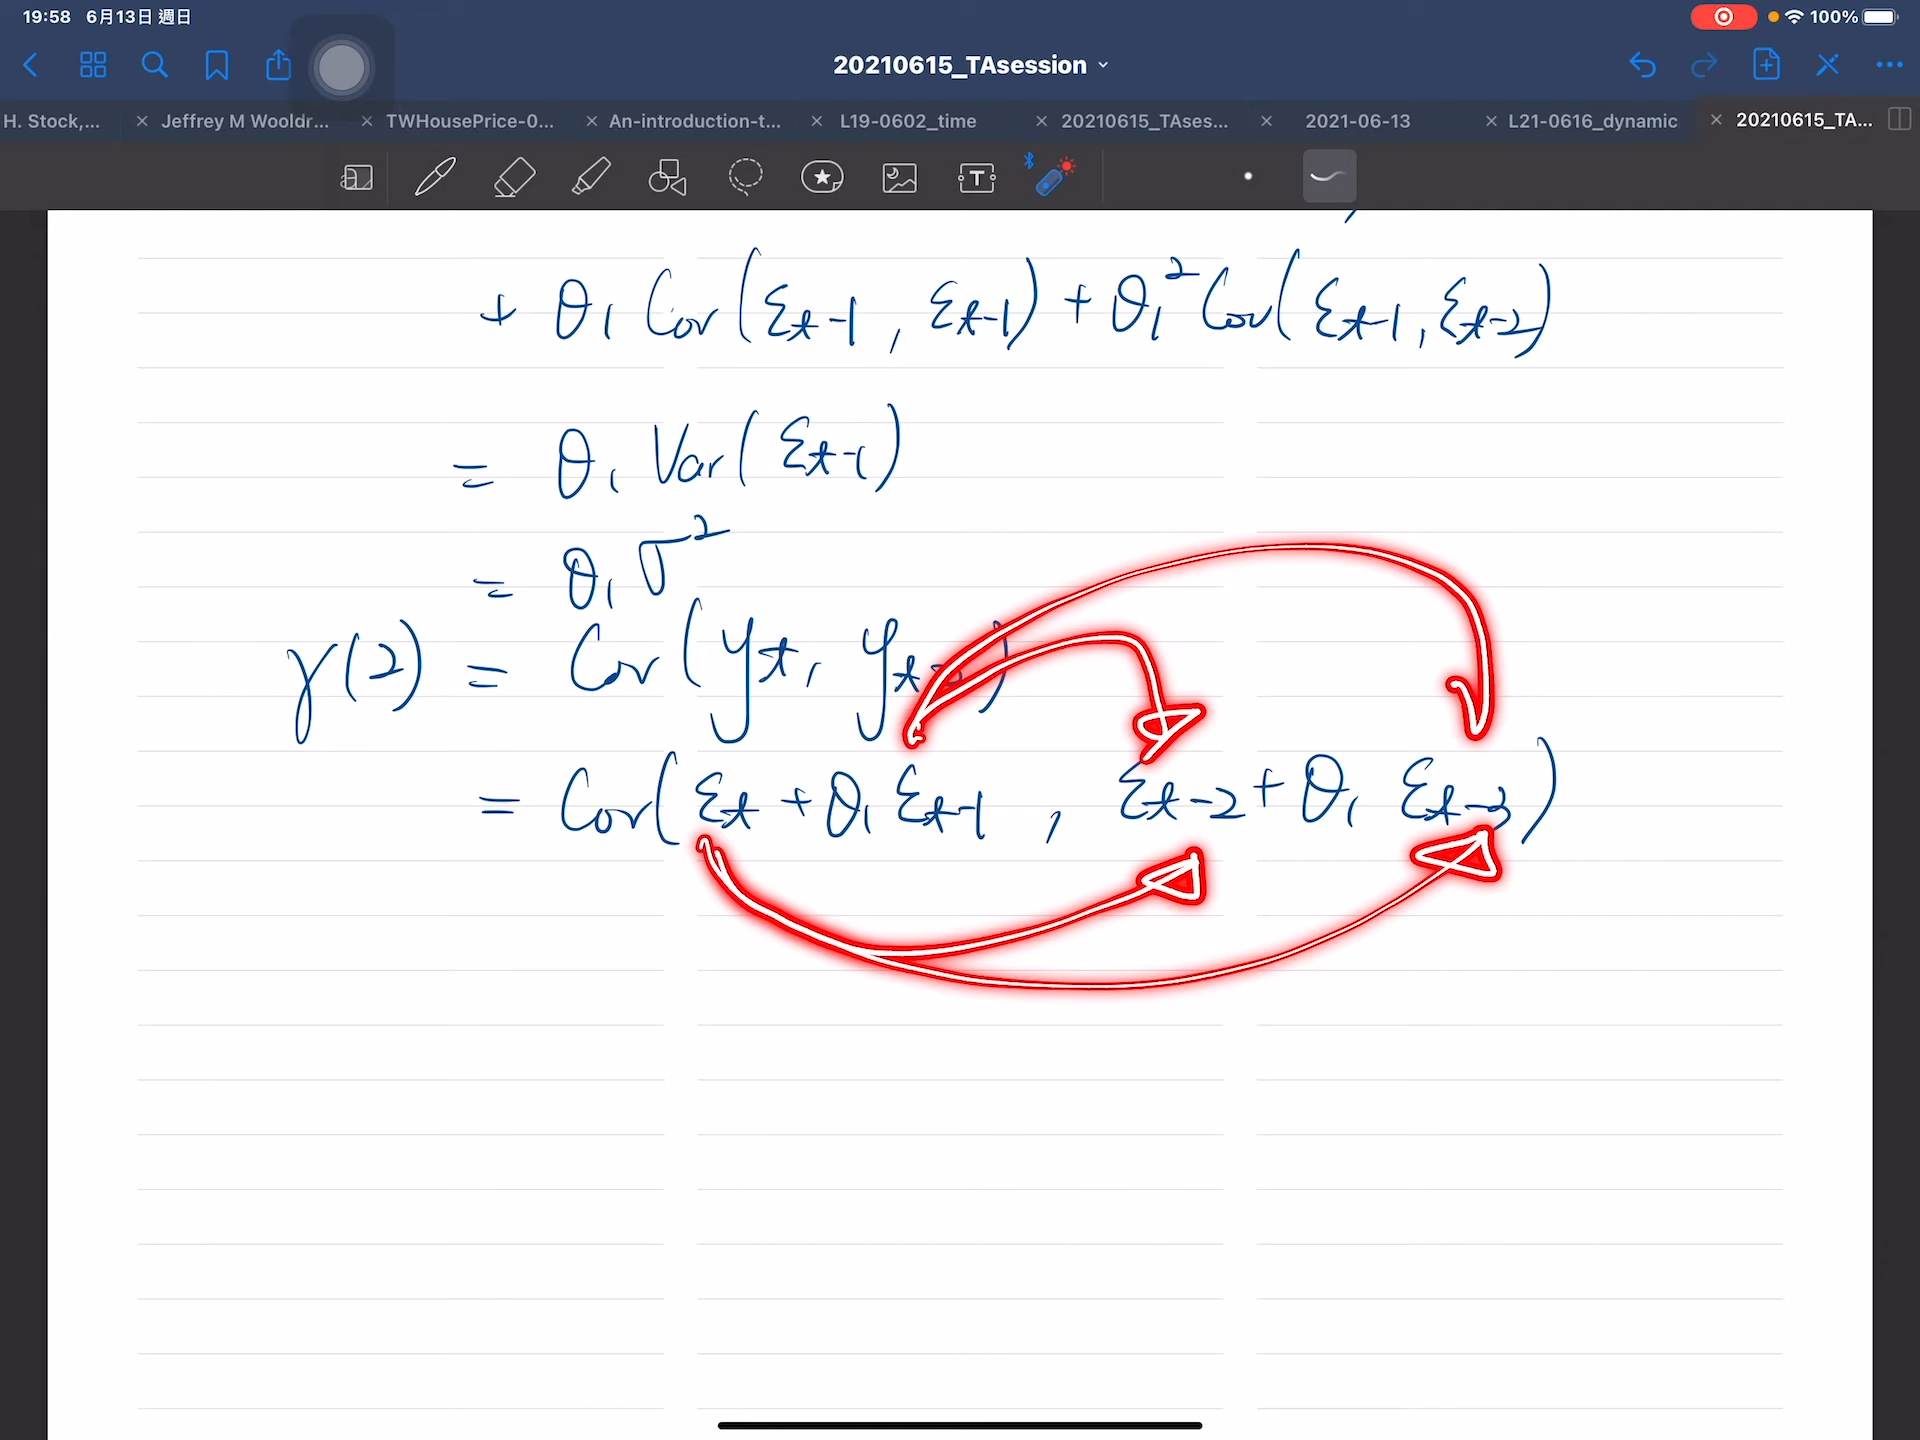 19:58 6月13日 週日 100%
20210615_TAsession
H. Stock,... Jeffrey M Wooldr... TWHousePrice-0... An-introduction-t... L19-0602_time 20210615_TAses... 2021-06-13 L21-0616_dynamic 20210615_TA...
+ θ₁ Cov(εₜ₋₁, εₜ₋₁) + θ₁² Cov(εₜ₋₁, εₜ₋₂)
= θ₁ Var(εₜ₋₁)
= θ₁σ²
γ(2) = Cov(yₜ, yₜ₋₂)
= Cov(εₜ + θ₁ εₜ₋₁, εₜ₋₂ + θ₁ εₜ₋₃)